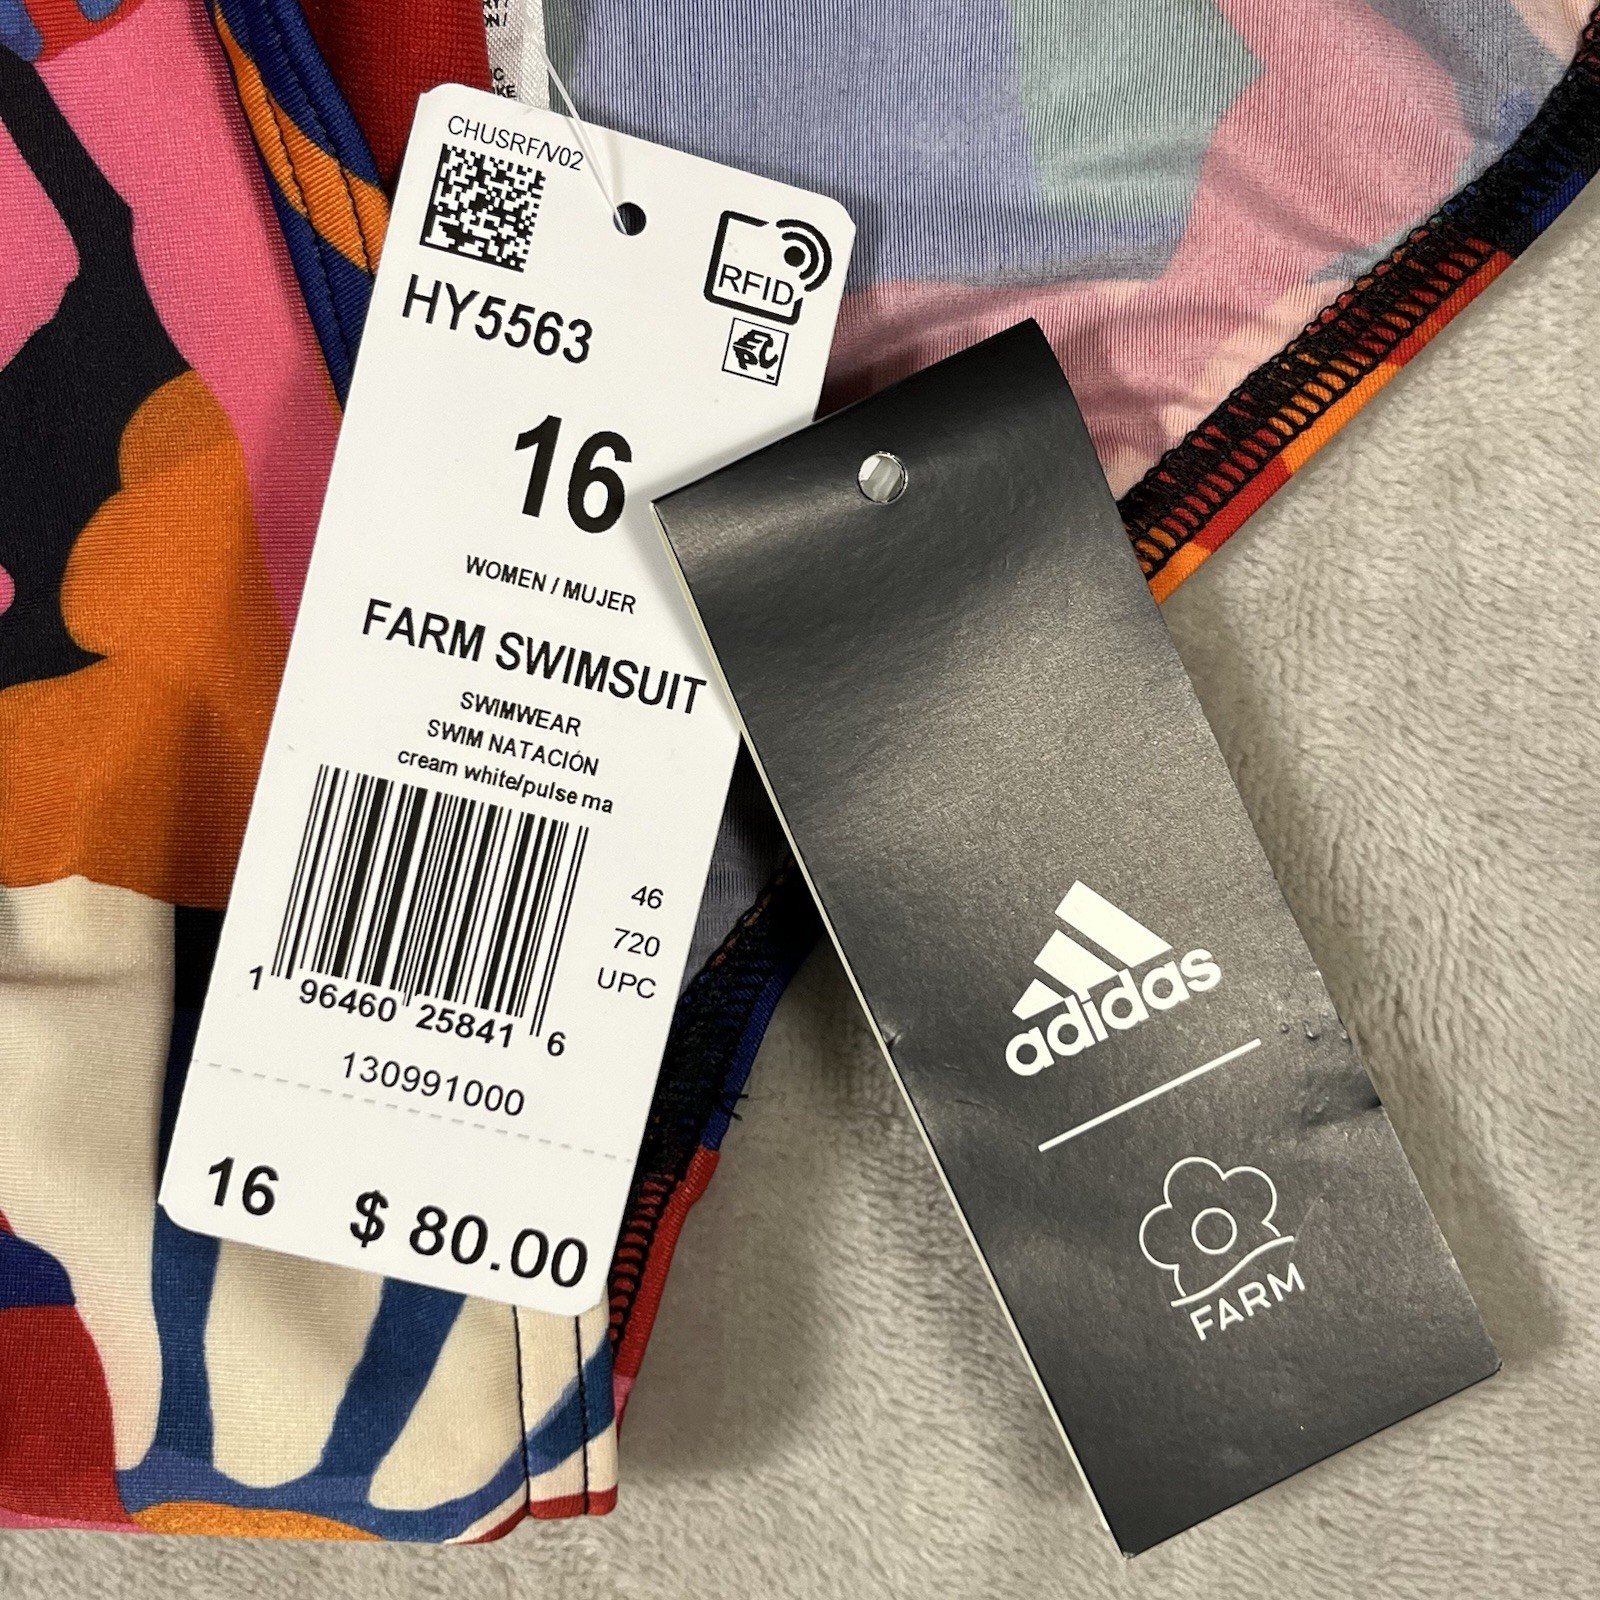 CHUSRF/V02
RFID
EPC
HY5563
16
WOMEN / MUJER
FARM SWIMSUIT
SWIMWEAR
SWIM NATACIÓN
cream white/pulse ma
46
720
UPC
1 96460 25841 6
130991000
16 $ 80.00
adidas
FARM